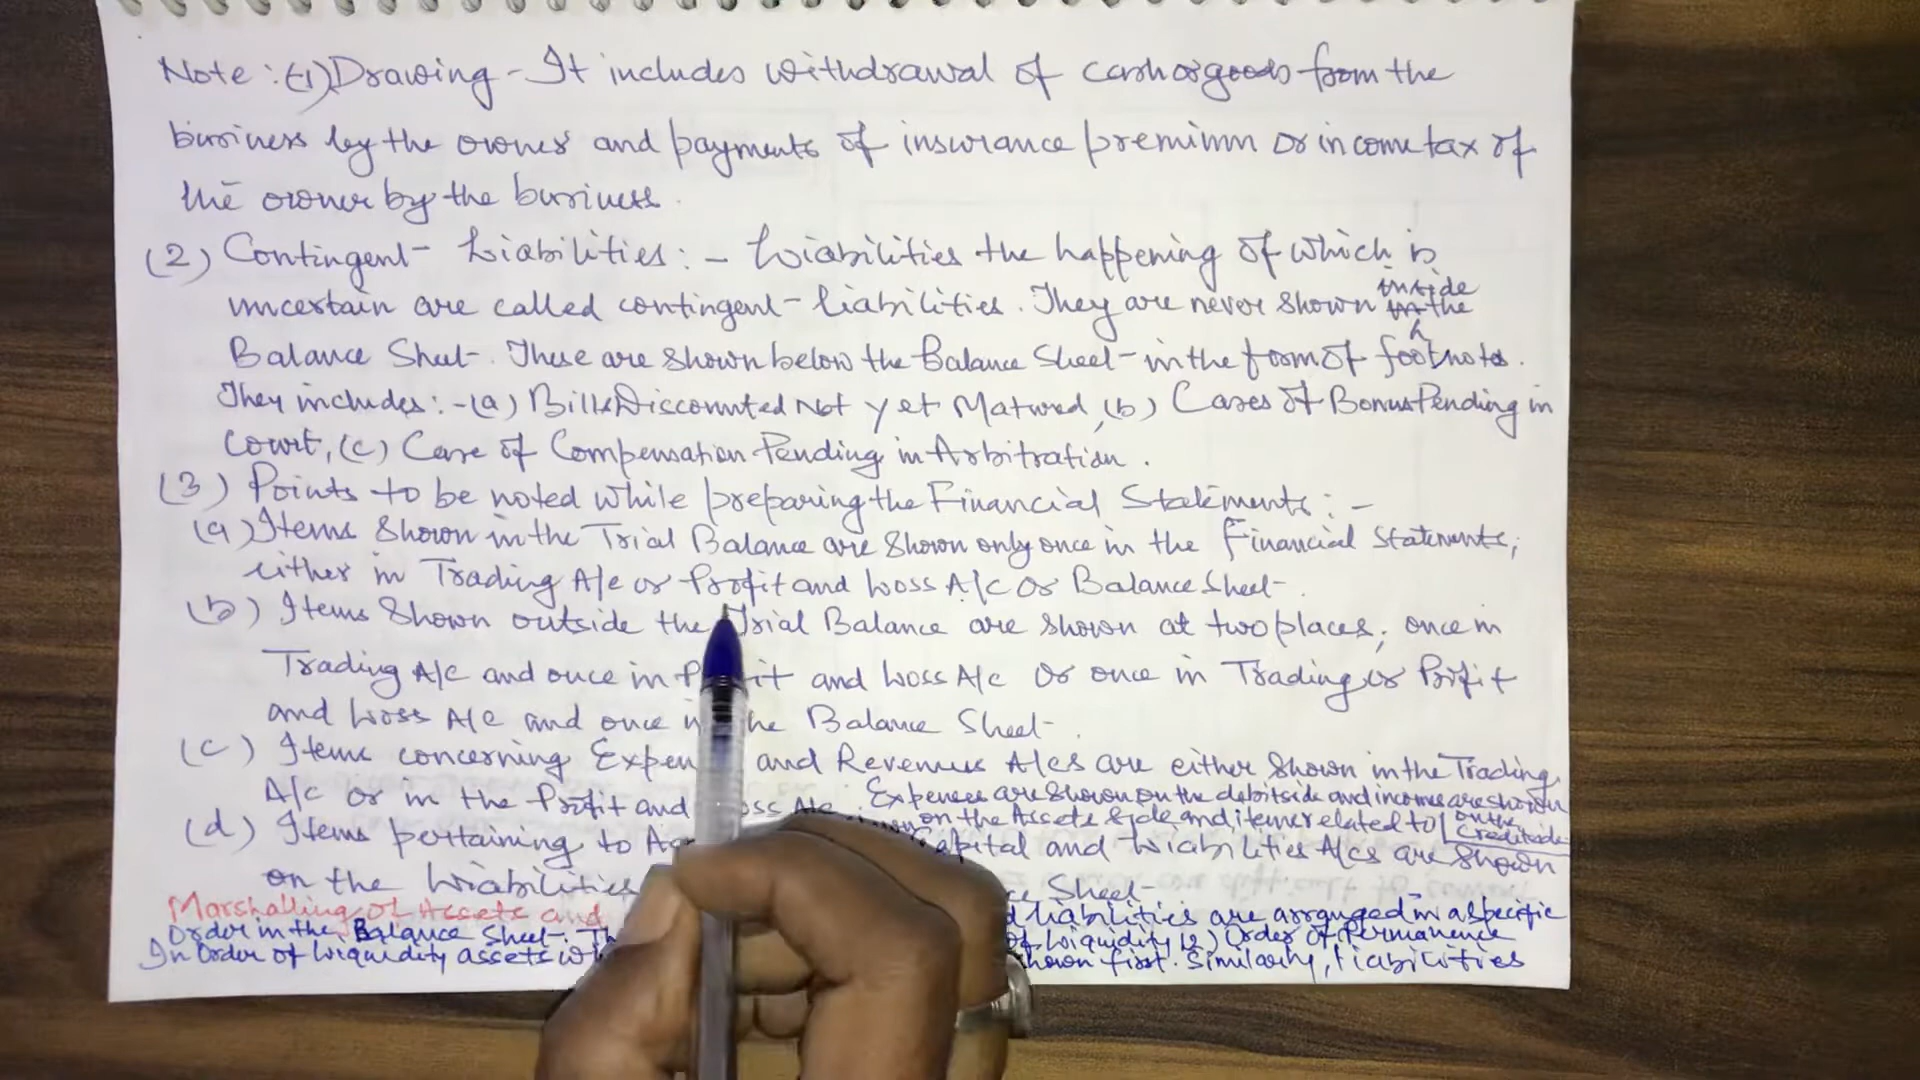 Note:-(1) Drawing - It includes withdrawal of cash or goods from the
business by the owner and payments of insurance premium or income tax of
the owner by the business.
(2) Contingent Liabilities :- Liabilities the happening of which is
uncertain are called contingent liabilities. They are never shown inside the
Balance Sheet. These are shown below the Balance Sheet in the form of footnotes.
They includes :- (a) Bills Discounted Not Yet Matured, (b) Cases of Bonus Pending in
Court, (c) Case of Compensation Pending in Arbitration.
(3) Points to be noted while preparing the Financial Statements :-
(a) Items shown in the Trial Balance are shown only once in the Financial Statements,
either in Trading A/c or Profit and Loss A/c or Balance Sheet.
(b) Items shown outside the Trial Balance are shown at two places; once in
Trading A/c and once in and Loss A/c or once in Trading or Profit
and Loss A/c and once the Balance Sheet.
(c) Items concerning and Revenues A/cs are either shown in the Trading
A/c or in the Profit and A/c. Expenses are shown on the debit side and incomes are shown
on the Credit side
on the Assets Side and items related to
(d) Items pertaining to Capital and Liabilities A/cs are shown
on the Liabilities Sheet
Marshalling of Assets and liabilities are arranged in a specific
order in the Balance Sheet. of Liquidity (2) Order of Permanence
In Order of Liquidity assets shown first. Similarly, liabilities